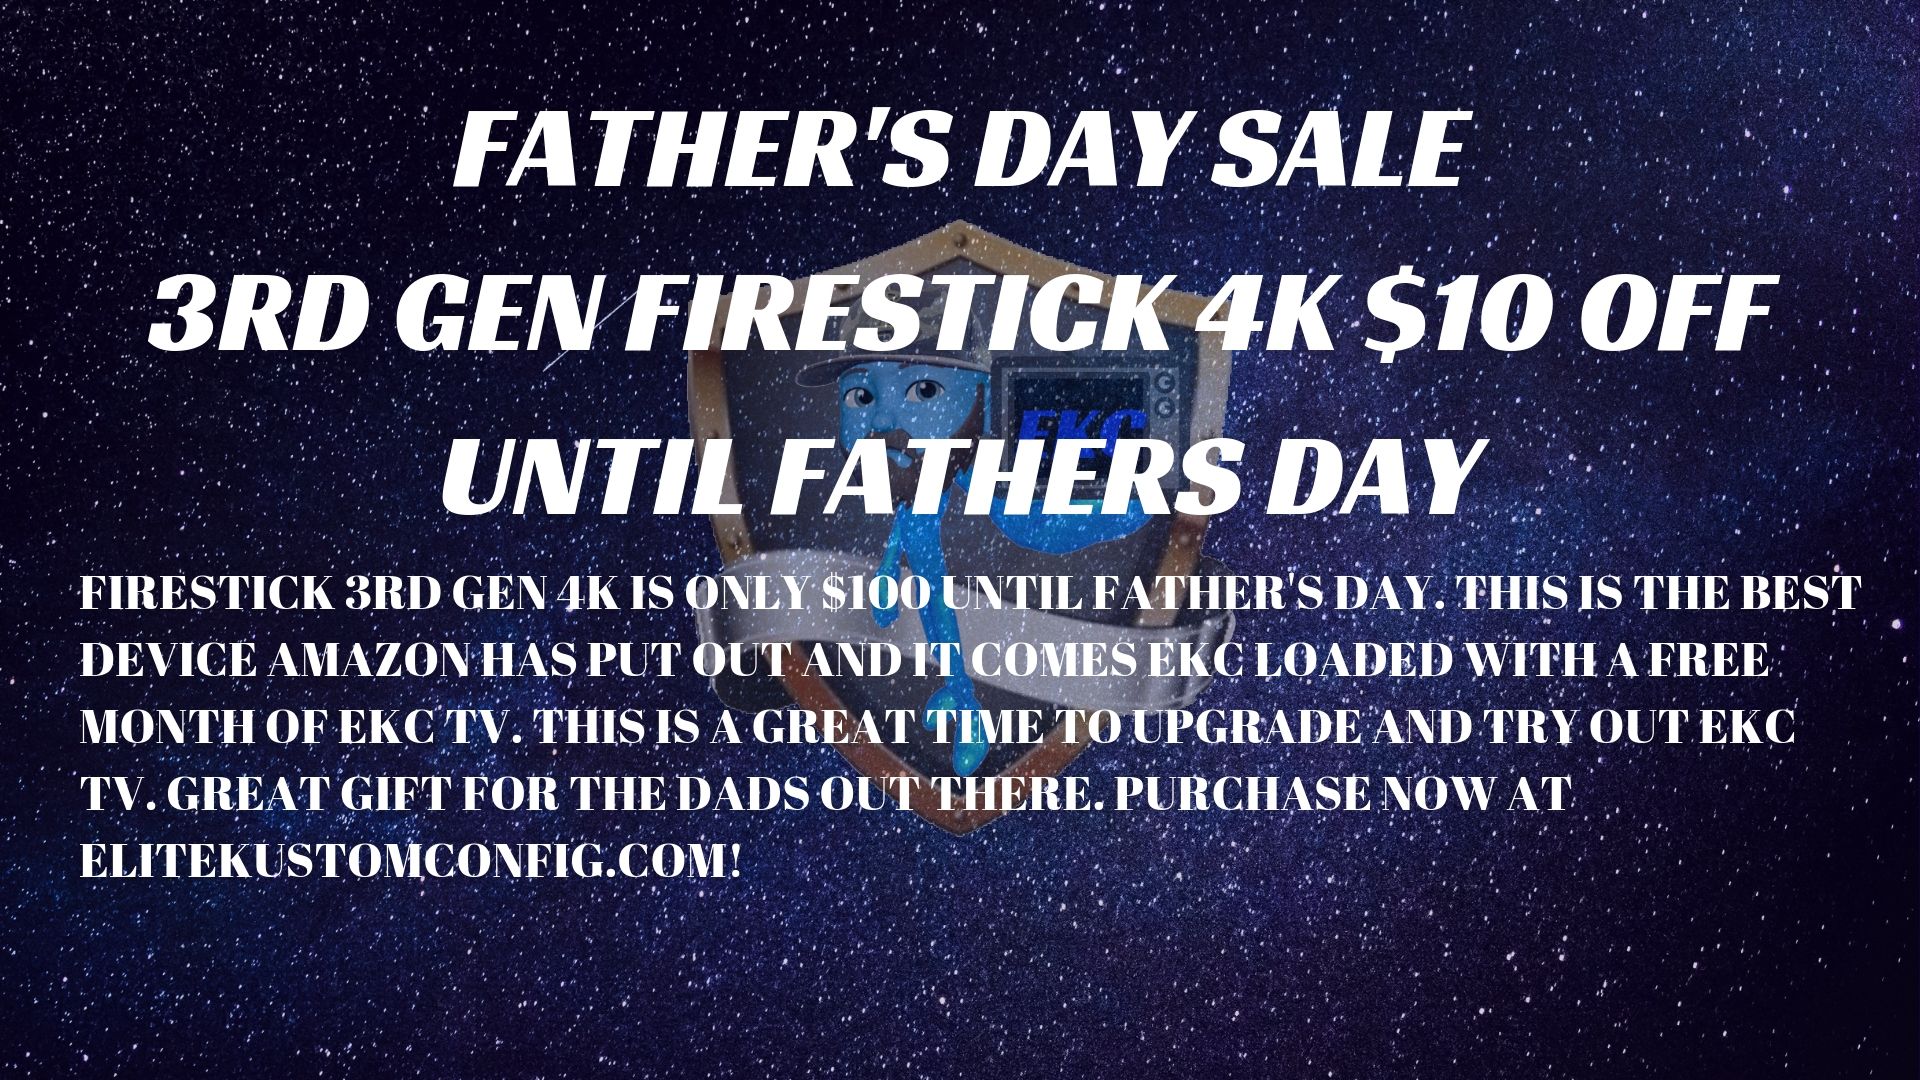 FATHER'S DAY SALE
3RD GEN FIRESTICK 4K $10 OFF
UNTIL FATHERS DAY
EKC
FIRESTICK 3RD GEN 4K IS ONLY $100 UNTIL FATHER'S DAY. THIS IS THE BEST
DEVICE AMAZON HAS PUT OUT AND IT COMES EKC LOADED WITH A FREE
MONTH OF EKC TV. THIS IS A GREAT TIME TO UPGRADE AND TRY OUT EKC
TV. GREAT GIFT FOR THE DADS OUT THERE. PURCHASE NOW AT
ELITEKUSTOMCONFIG.COM!